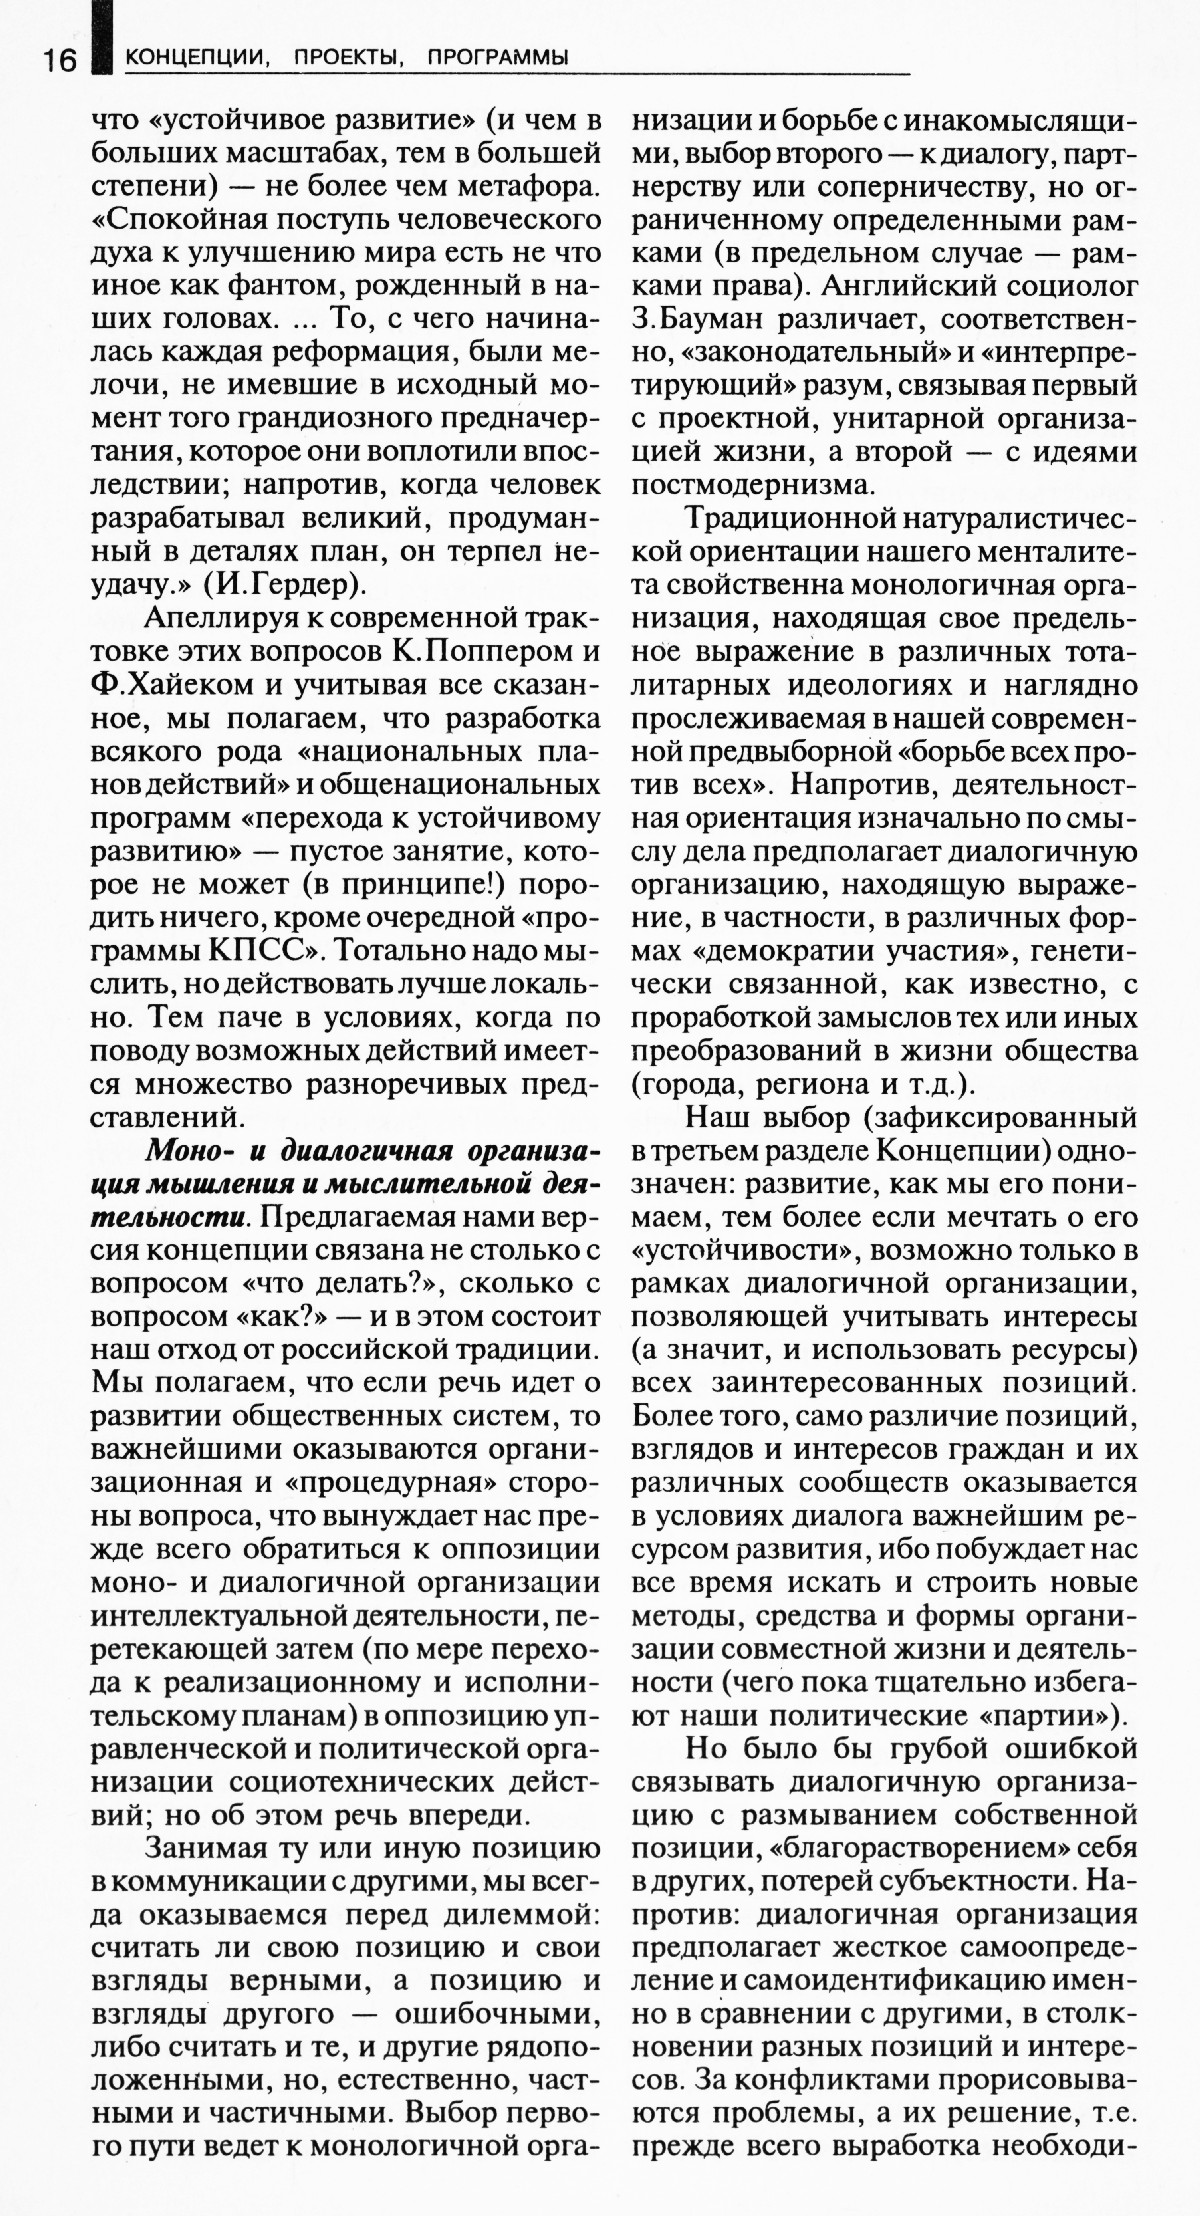 16
КОНЦЕПЦИИ, ПРОЕКТЫ, ПРОГРАММЫ
что «устойчивое развитие» (и чем в
больших масштабах, тем в большей
степени) — не более чем метафора.
«Спокойная поступь человеческого
духа к улучшению мира есть не что
иное как фантом, рожденный в на-
ших головах. ... То, с чего начина-
лась каждая реформация, были ме-
лочи, не имевшие в исходный мо-
мент того грандиозного предначер-
тания, которое они воплотили впос-
ледствии; напротив, когда человек
разрабатывал великий, продуман-
ный в деталях план, он терпел не-
удачу.» (И.Гердер).
Апеллируя к современной трак-
товке этих вопросов К.Поппером и
Ф.Хайеком и учитывая все сказан-
ное, мы полагаем, что разработка
всякого рода «национальных пла-
нов действий» и общенациональных
программ «перехода к устойчивому
развитию» — пустое занятие, кото-
рое не может (в принципе!) поро-
дить ничего, кроме очередной «про-
граммы КПСС». Тотально надо мы-
слить, но действовать лучше локаль-
но. Тем паче в условиях, когда по
поводу возможных действий имеет-
ся множество разноречивых пред-
ставлений.
Моно- и диалогичная организа-
ция мышления и мыслительной дея-
тельности. Предлагаемая нами вер-
сия концепции связана не столько с
вопросом «что делать?», сколько с
вопросом «как?» — и в этом состоит
наш отход от российской традиции.
Мы полагаем, что если речь идет о
развитии общественных систем, то
важнейшими оказываются органи-
зационная и «процедурная» сторо-
ны вопроса, что вынуждает нас пре-
жде всего обратиться к оппозиции
моно- и диалогичной организации
интеллектуальной деятельности, пе-
ретекающей затем (по мере перехо-
да к реализационному и исполни-
тельскому планам) в оппозицию уп-
равленческой и политической орга-
низации социотехнических дейст-
вий; но об этом речь впереди.
Занимая ту или иную позицию
в коммуникации с другими, мы всег-
да оказываемся перед дилеммой:
считать ли свою позицию и свои
взгляды верными, а позицию и
взгляды другого — ошибочными,
либо считать и те, и другие рядопо-
ложенными, но, естественно, част-
ными и частичными. Выбор перво-
го пути ведет к монологичной орга-
низации и борьбе с инакомыслящи-
ми, выбор второго — к диалогу, парт-
нерству или соперничеству, но ог-
раниченному определенными рам-
ками (в предельном случае — рам-
ками права). Английский социолог
З.Бауман различает, соответствен-
но, «законодательный» и «интерпре-
тирующий» разум, связывая первый
с проектной, унитарной организа-
цией жизни, а второй — с идеями
постмодернизма.
Традиционной натуралистичес-
кой ориентации нашего менталите-
та свойственна монологичная орга-
низация, находящая свое предель-
ное выражение в различных тота-
литарных идеологиях и наглядно
прослеживаемая в нашей современ-
ной предвыборной «борьбе всех про-
тив всех». Напротив, деятельност-
ная ориентация изначально по смы-
слу дела предполагает диалогичную
организацию, находящую выраже-
ние, в частности, в различных фор-
мах «демократии участия», генети-
чески связанной, как известно, с
проработкой замыслов тех или иных
преобразований в жизни общества
(города, региона и т.д.).
Наш выбор (зафиксированный
в третьем разделе Концепции) одно-
значен: развитие, как мы его пони-
маем, тем более если мечтать о его
«устойчивости», возможно только в
рамках диалогичной организации,
позволяющей учитывать интересы
(а значит, и использовать ресурсы)
всех заинтересованных позиций.
Более того, само различие позиций,
взглядов и интересов граждан и их
различных сообществ оказывается
в условиях диалога важнейшим ре-
сурсом развития, ибо побуждает нас
все время искать и строить новые
методы, средства и формы органи-
зации совместной жизни и деятель-
ности (чего пока тщательно избега-
ют наши политические «партии»).
Но было бы грубой ошибкой
связывать диалогичную организа-
цию с размыванием собственной
позиции, «благорастворением» себя
в других, потерей субъектности. На-
против: диалогичная организация
предполагает жесткое самоопреде-
ление и самоидентификацию имен-
но в сравнении с другими, в столк-
новении разных позиций и интере-
сов. За конфликтами прорисовыва-
ются проблемы, а их решение, т.е.
прежде всего выработка необходи-